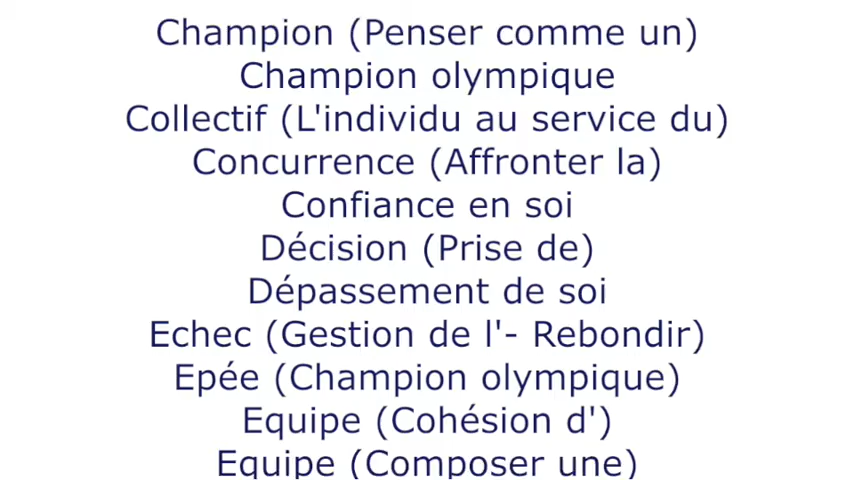 Champion (Penser comme un)
Champion olympique
Collectif (L'individu au service du)
Concurrence (Affronter la)
Confiance en soi
Décision (Prise de)
Dépassement de soi
Echec (Gestion de l'- Rebondir)
Epée (Champion olympique)
Equipe (Cohésion d')
Equipe (Composer une)